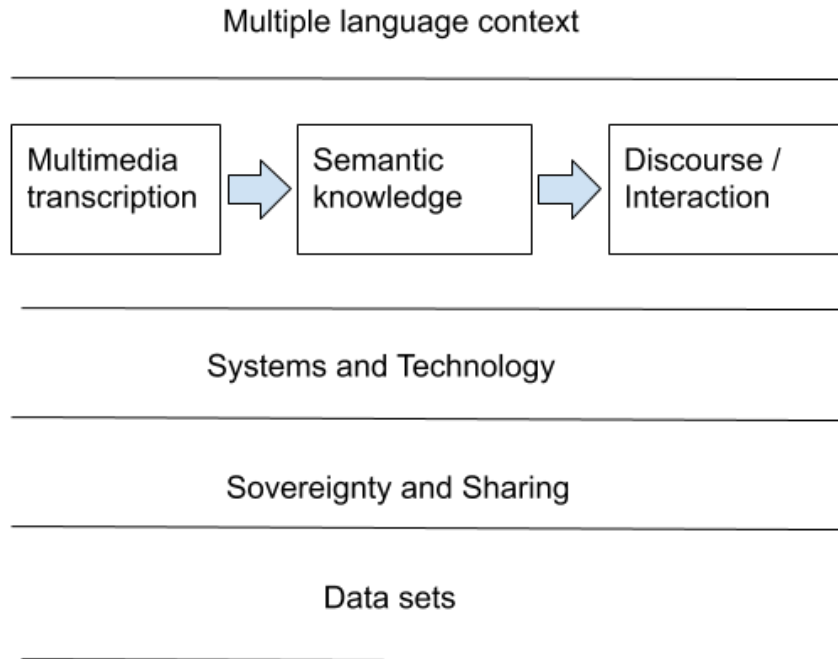 Multiple language context
Multimedia
transcription
Semantic
knowledge
Discourse /
Interaction
Systems and Technology
Sovereignty and Sharing
Data sets